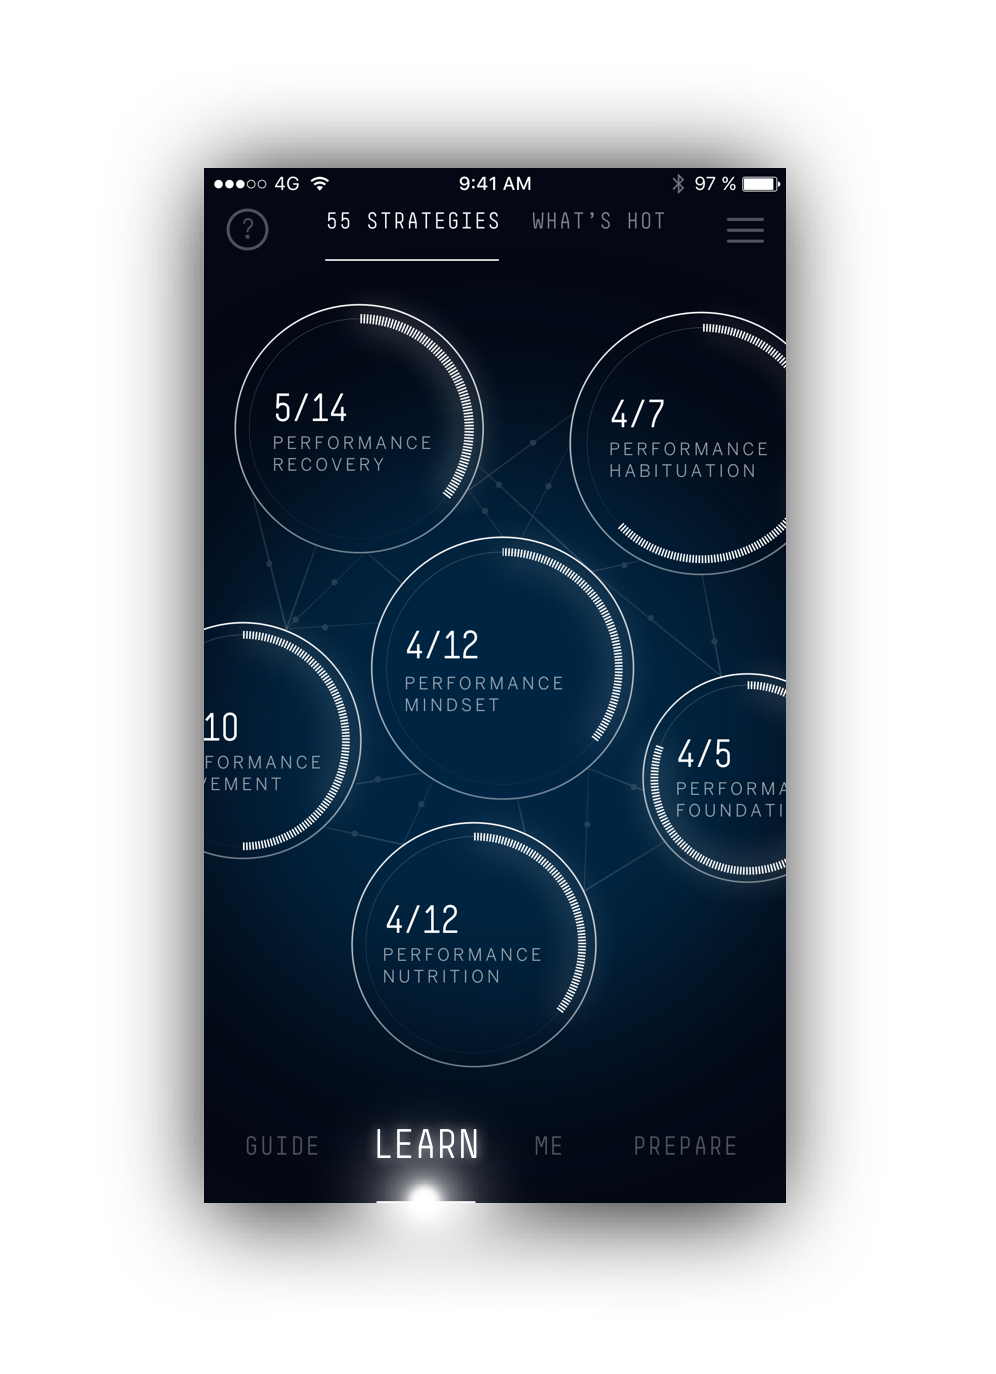 4G 9:41 AM 97 %
? 55 STRATEGIES WHAT'S HOT
5/14
PERFORMANCE
RECOVERY
4/7
PERFORMANCE
HABITUATION
4/12
PERFORMANCE
MINDSET
10
FORMANCE
VEMENT
4/5
PERFORMA
FOUNDATI
4/12
PERFORMANCE
NUTRITION
GUIDE LEARN ME PREPARE